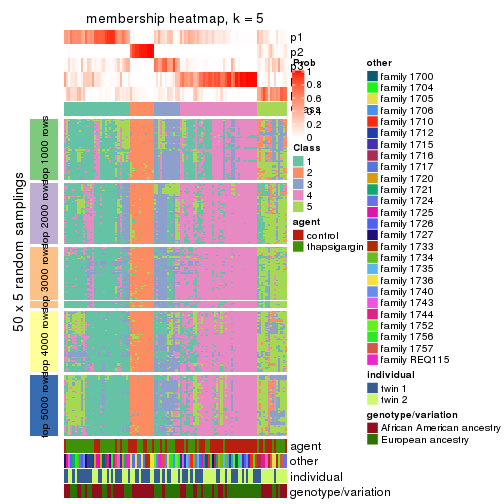 membership heatmap, k = 5
p1
p2
p3
Prob
1
0.8
0.6
0.4
0.2
0
Class
1
2
3
4
5
agent
control
thapsigargin
other
family 1700
family 1704
family 1705
family 1706
family 1710
family 1712
family 1715
family 1716
family 1717
family 1720
family 1721
family 1724
family 1725
family 1726
family 1727
family 1733
family 1734
family 1735
family 1736
family 1740
family 1743
family 1744
family 1752
family 1756
family 1757
family REQ115
individual
twin 1
twin 2
genotype/variation
African American ancestry
European ancestry
50 x 5 random samplings
top 1000 rows
top 2000 rows
top 3000 rows
top 4000 rows
top 5000 rows
agent
other
individual
genotype/variation